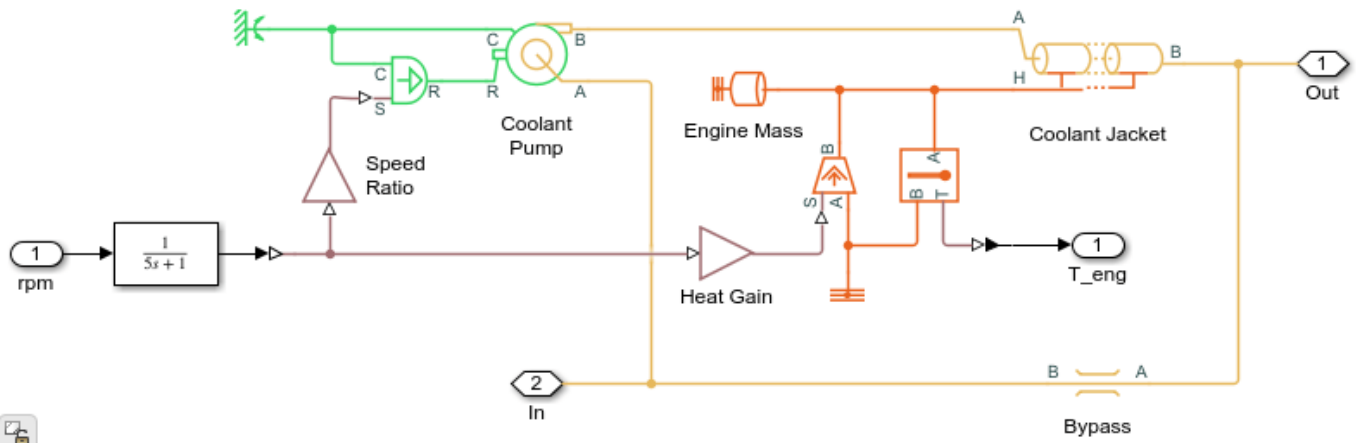 A
C
B
B
C
R
R
A
H
S
Engine Mass
Out
1
Coolant
Pump
Coolant Jacket
B
A
Speed
Ratio
S
A
B
T
1
rpm
1
5s + 1
Heat Gain
1
T_eng
2
In
B
A
Bypass